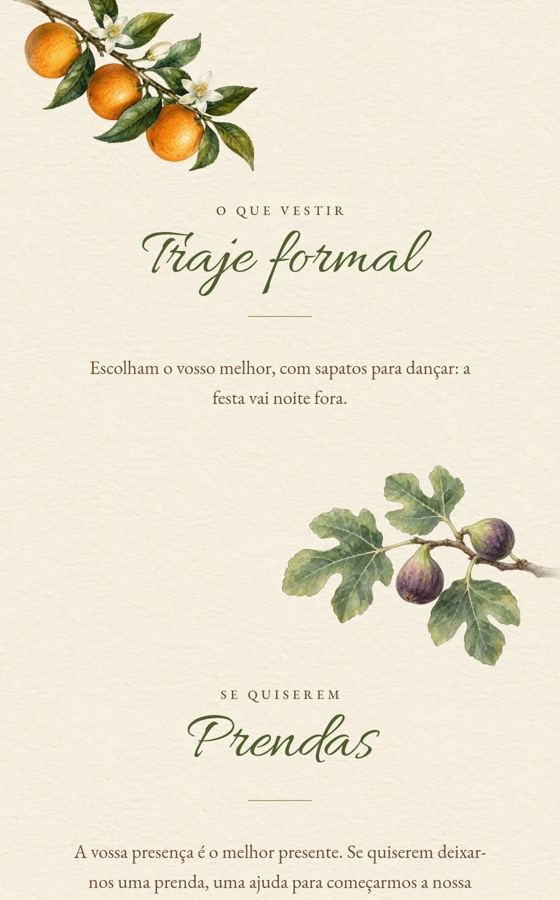 O QUE VESTIR
Traje formal
Escolham o vosso melhor, com sapatos para dançar: a
festa vai noite fora.
SE QUISEREM
Prendas
A vossa presença é o melhor presente. Se quiserem deixar-
nos uma prenda, uma ajuda para começarmos a nossa